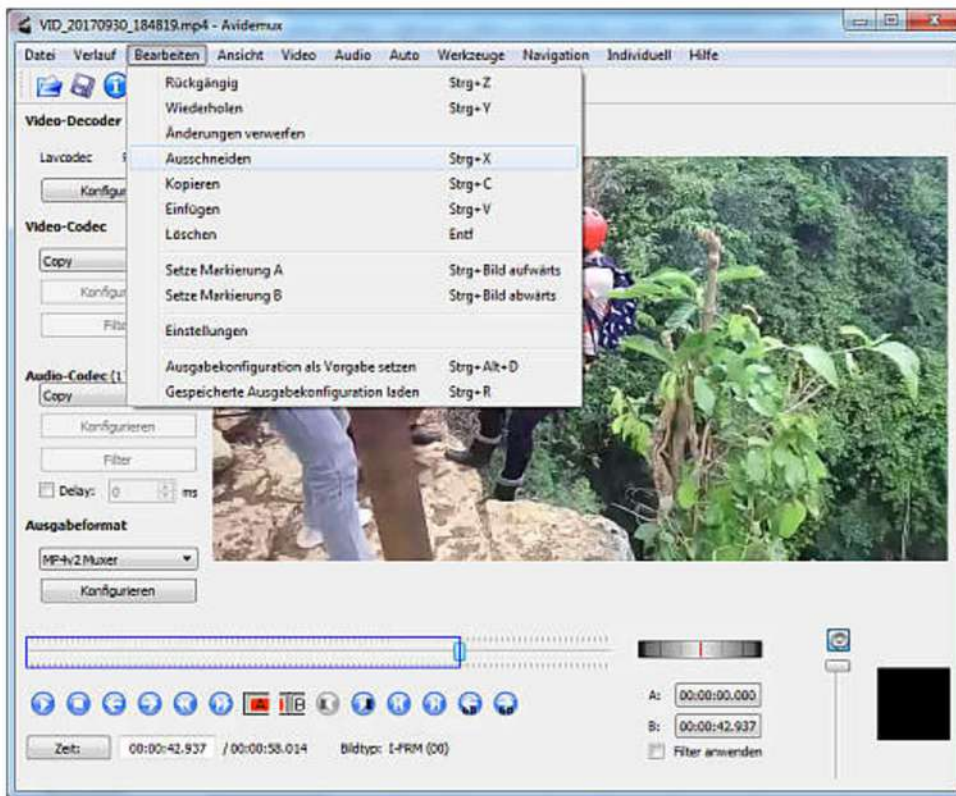 VID_20170930_184819.mp4 - Avidemux
Datei Verlauf Bearbeiten Ansicht Video Audio Auto Werkzeuge Navigation Individuell Hilfe
Rückgängig Strg+Z
Wiederholen Strg+Y
Änderungen verwerfen
Ausschneiden Strg+X
Kopieren Strg+C
Einfügen Strg+V
Löschen Entf
Setze Markierung A Strg+Bild aufwärts
Setze Markierung B Strg+Bild abwärts
Einstellungen
Ausgabekonfiguration als Vorgabe setzen Strg+Alt+D
Gespeicherte Ausgabekonfiguration laden Strg+R
Video-Decoder
Lavcodec
Konfigur
Video-Codec
Copy
Konfigur
Filte
Audio-Codec (1
Copy
Konfigurieren
Filter
Delay: 0 ms
Ausgabeformat
MP4v2 Muxer
Konfigurieren
A B
A: 00:00:00.000
B: 00:00:42.937
Filter anwenden
Zeit: 00:00:42.937 / 00:00:58.014 Bildtyp: I-FRM (00)